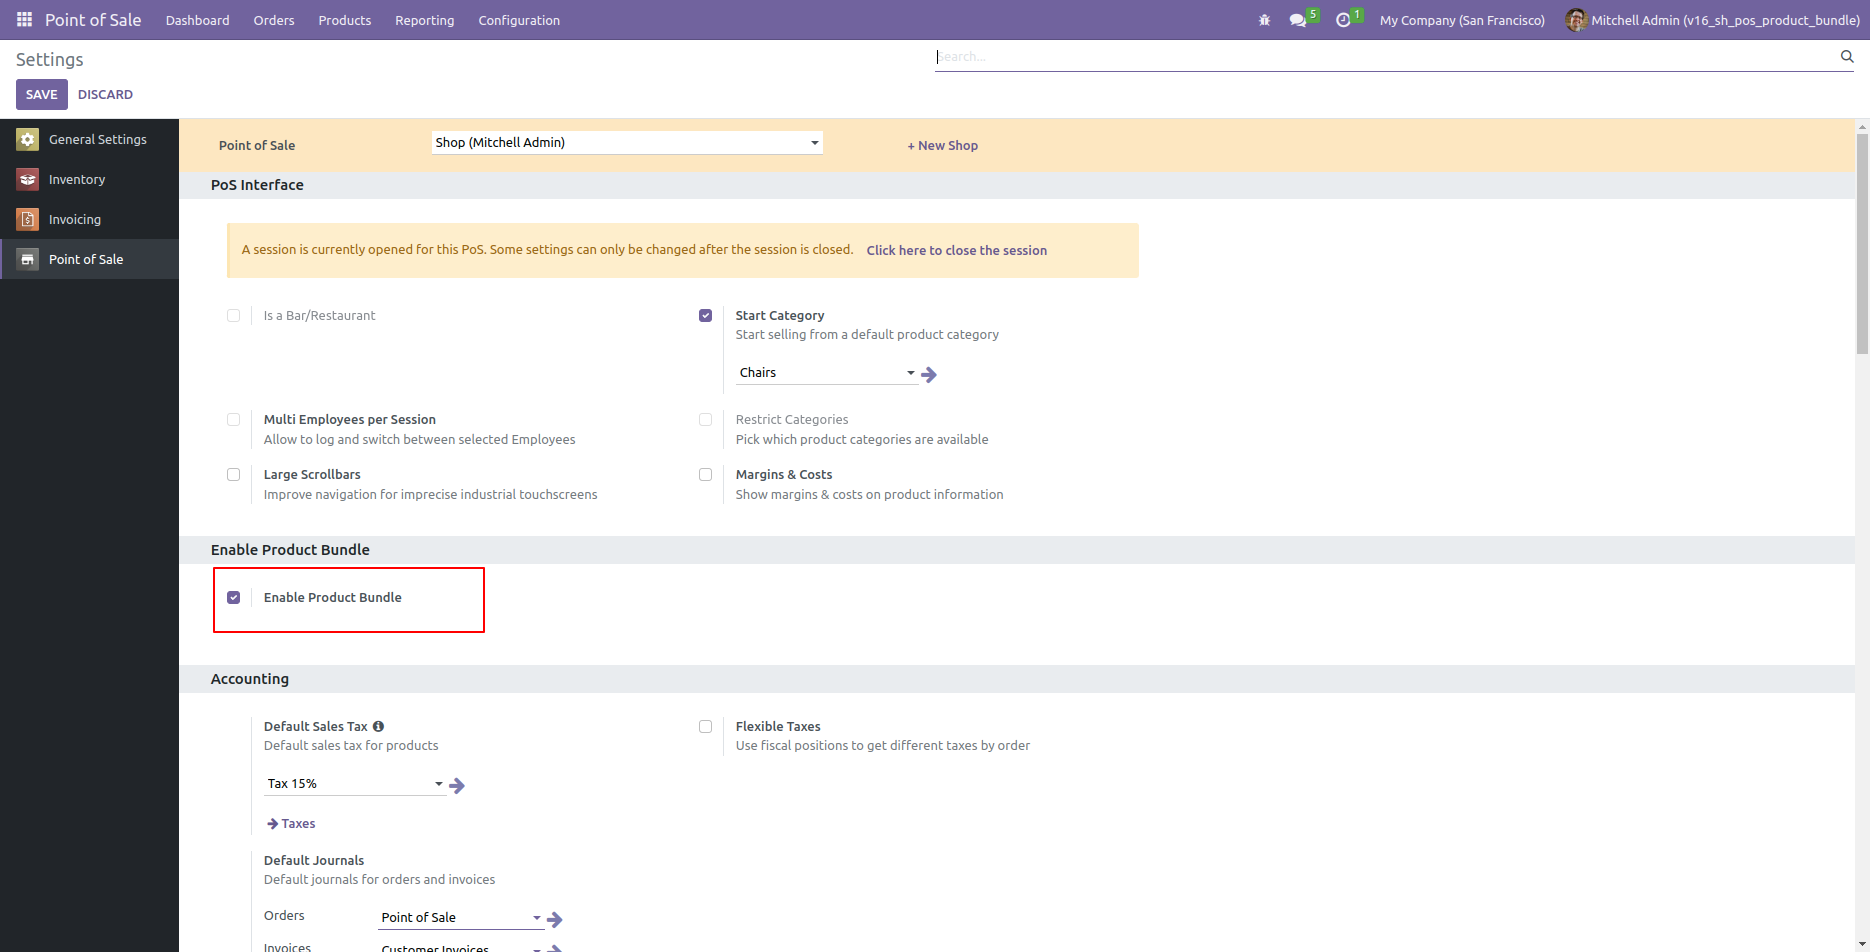 Point of Sale Dashboard Orders Products Reporting Configuration 5 1 My Company (San Francisco) Mitchell Admin (v16_sh_pos_product_bundle)
Settings
Search...
SAVE DISCARD
General Settings
Inventory
Invoicing
Point of Sale
Point of Sale Shop (Mitchell Admin) + New Shop
PoS Interface
A session is currently opened for this PoS. Some settings can only be changed after the session is closed. Click here to close the session
Is a Bar/Restaurant
Start Category
Start selling from a default product category
Chairs
Multi Employees per Session
Allow to log and switch between selected Employees
Restrict Categories
Pick which product categories are available
Large Scrollbars
Improve navigation for imprecise industrial touchscreens
Margins & Costs
Show margins & costs on product information
Enable Product Bundle
Enable Product Bundle
Accounting
Default Sales Tax
Default sales tax for products
Tax 15%
Taxes
Flexible Taxes
Use fiscal positions to get different taxes by order
Default Journals
Default journals for orders and invoices
Orders Point of Sale
Invoices Customer Invoices